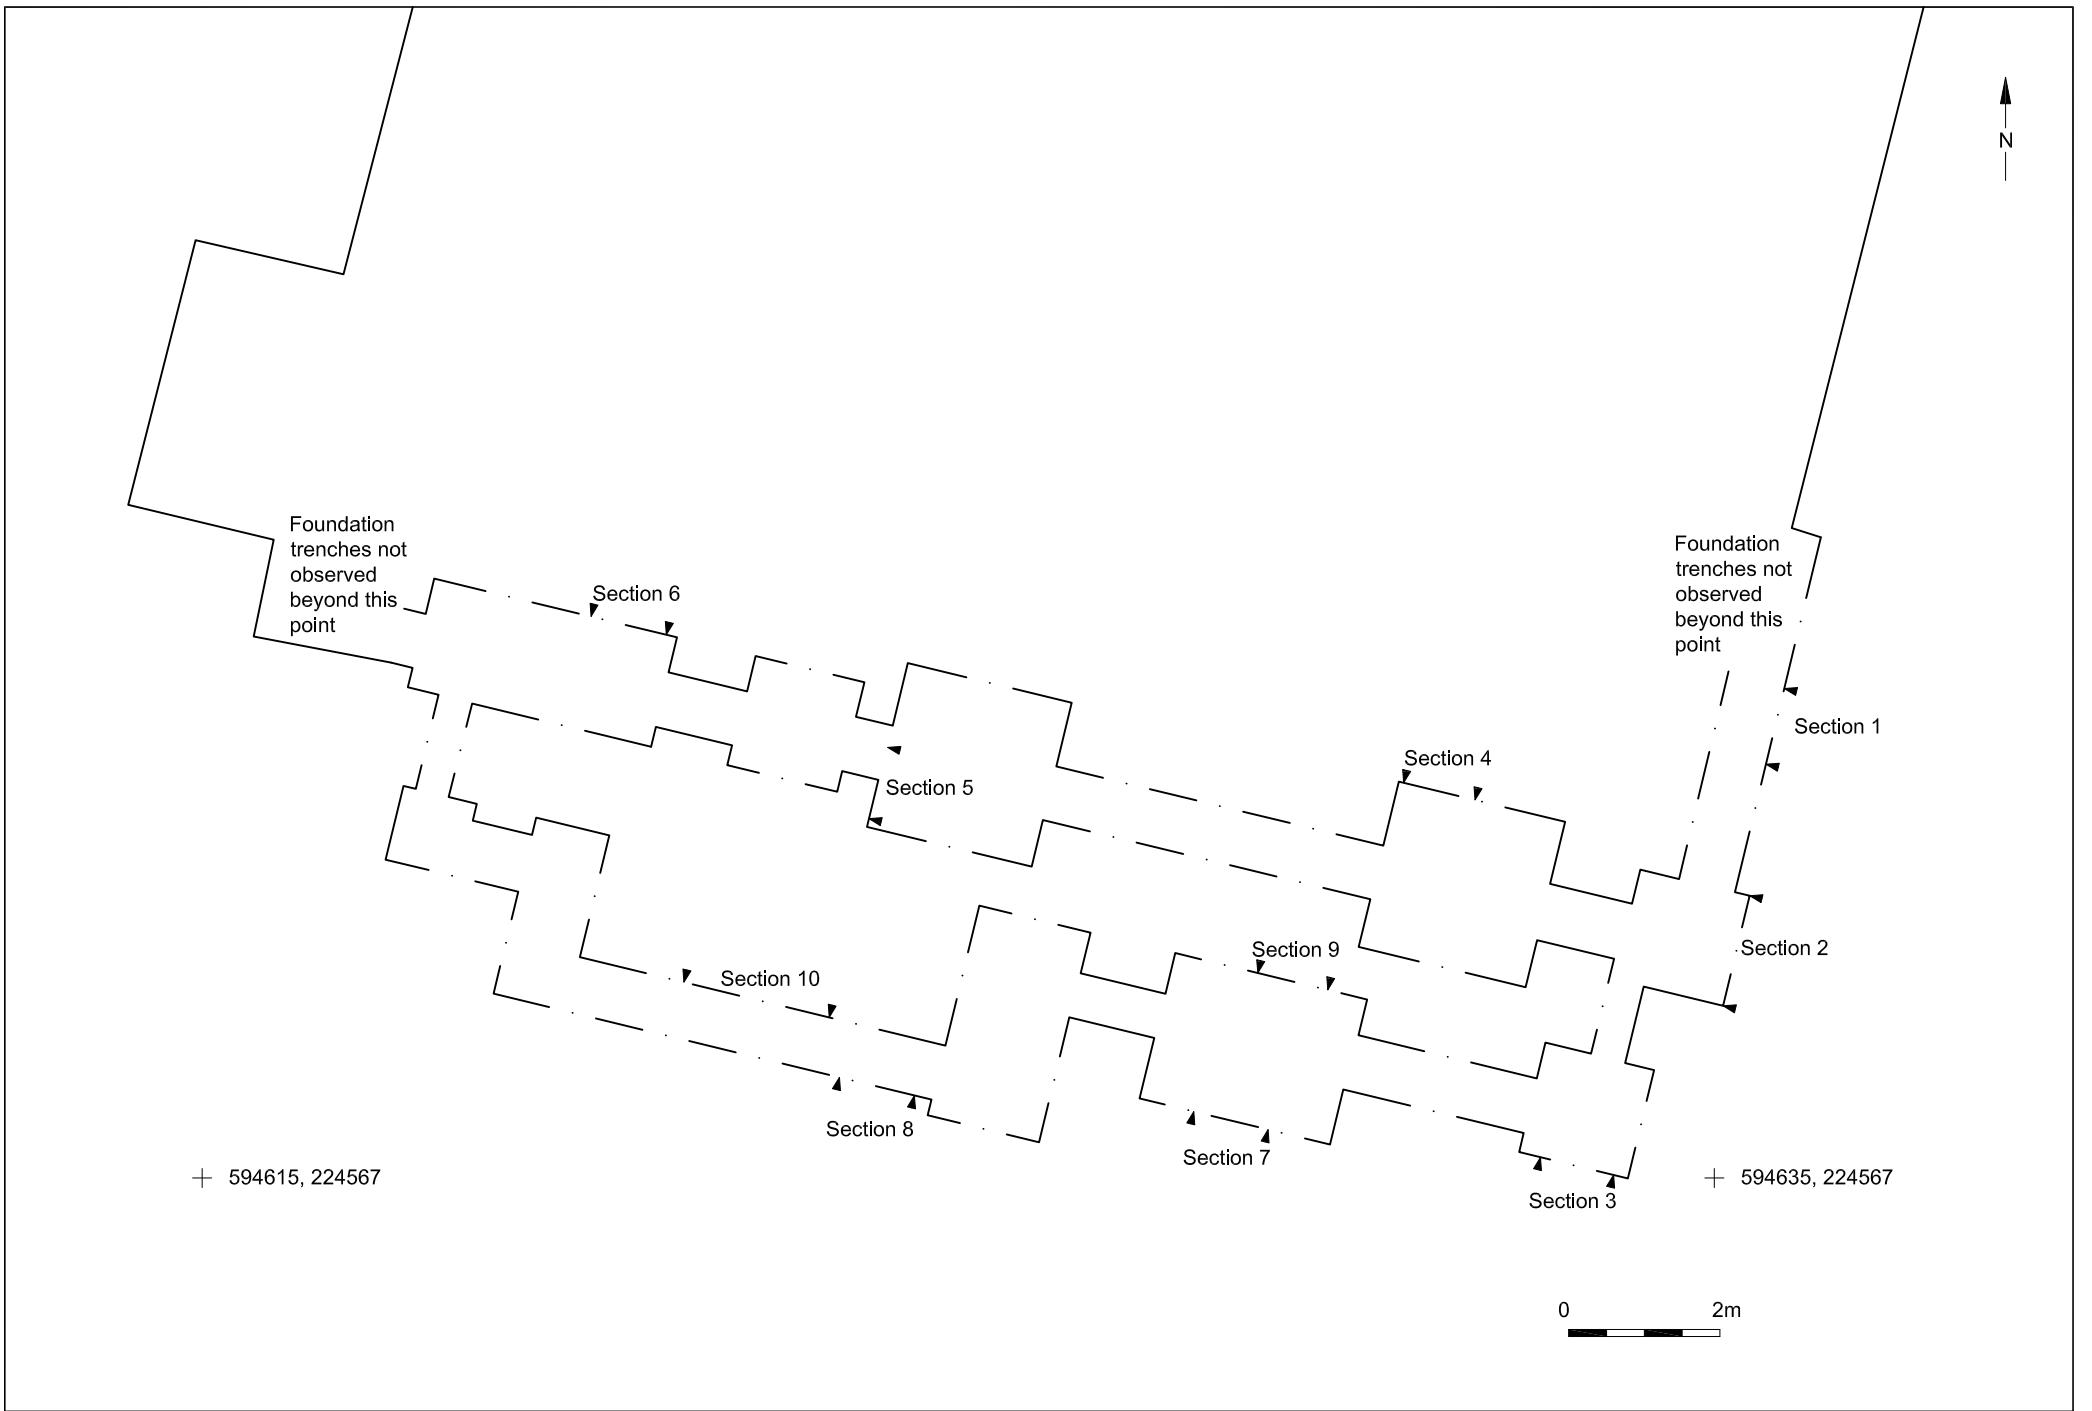 N
Foundation
trenches not
observed
beyond this
point
Foundation
trenches not
observed
beyond this
point
Section 6
Section 1
Section 4
Section 5
Section 2
Section 9
Section 10
Section 8
Section 7
594615, 224567
594635, 224567
Section 3
0 2m